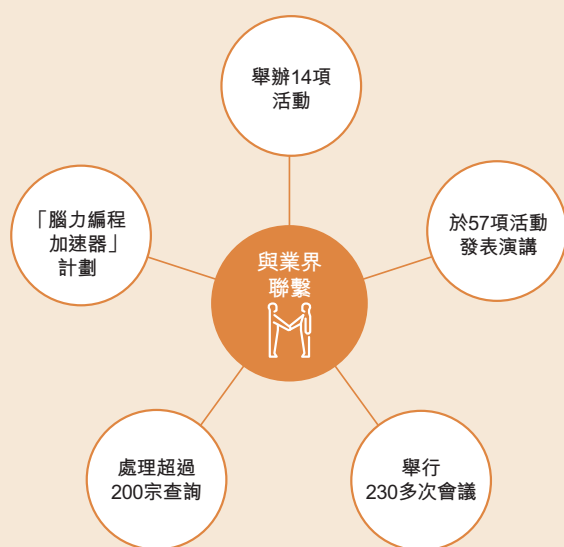 舉辦14項
活動
「腦力編程
加速器」
計劃
於57項活動
發表演講
與業界
聯繫
處理超過
200宗查詢
舉行
230多次會議